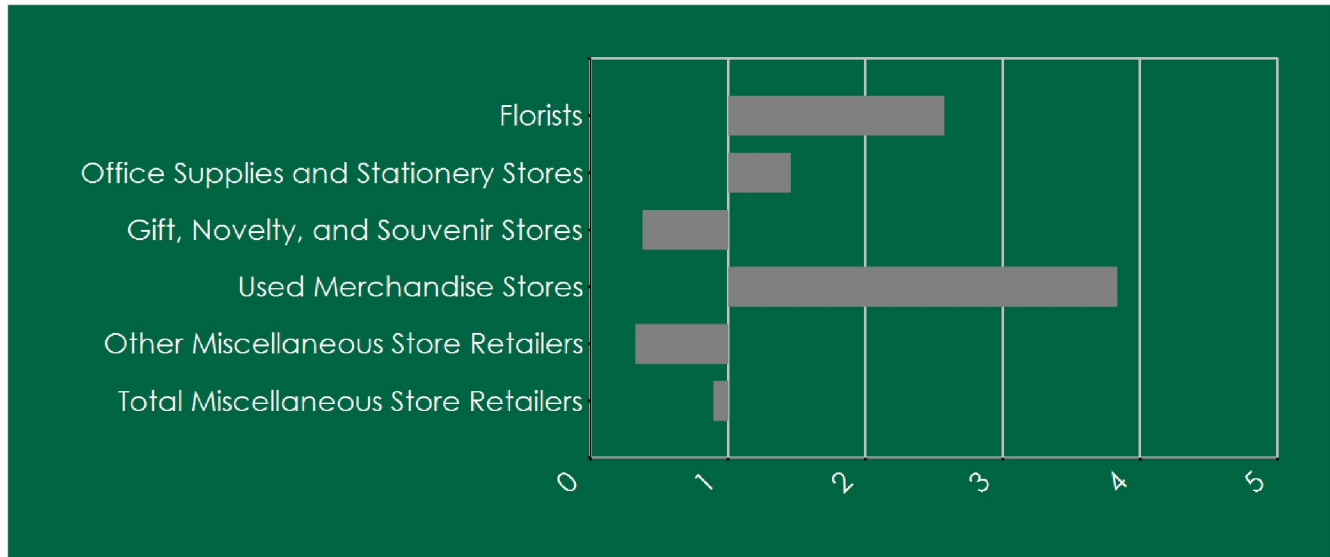 Florists
Office Supplies and Stationery Stores
Gift, Novelty, and Souvenir Stores
Used Merchandise Stores
Other Miscellaneous Store Retailers
Total Miscellaneous Store Retailers
0 1 2 3 4 5